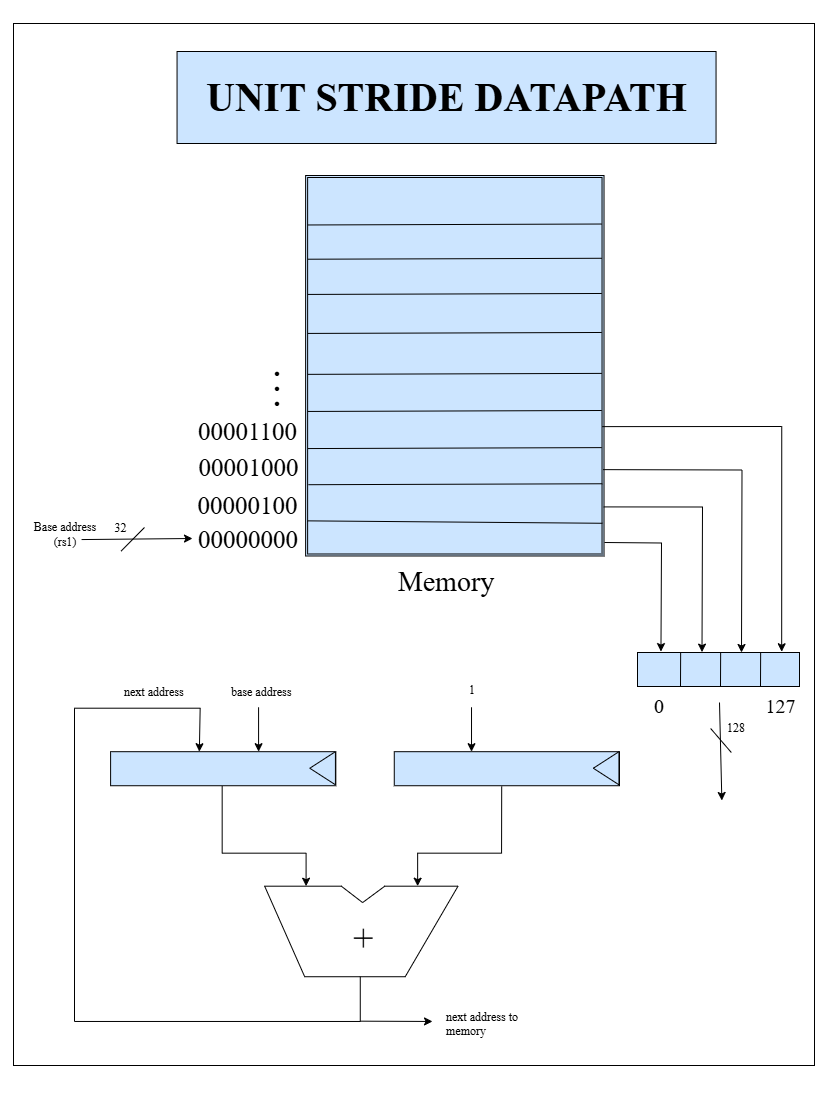 UNIT STRIDE DATAPATH
00001100
00001000
00000100
00000000
Base address
(rs1)
32
Memory
0
127
128
next address
base address
1
+
next address to
memory